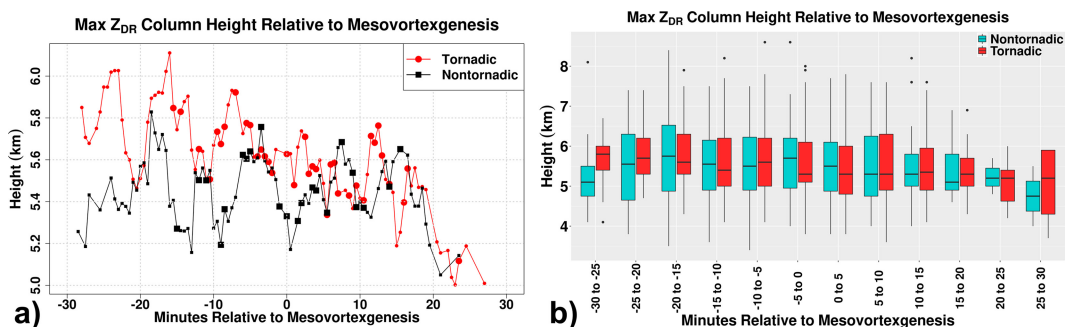 Max ZDR Column Height Relative to Mesovortexgenesis
Tornadic
Nontornadic
Height (km)
6.0
5.8
5.6
5.4
5.2
5.0
-30 -20 -10 0 10 20 30
Minutes Relative to Mesovortexgenesis
a)
Max ZDR Column Height Relative to Mesovortexgenesis
Nontornadic
Tornadic
Height (km)
8
7
6
5
4
-30 to -25
-25 to -20
-20 to -15
-15 to -10
-10 to -5
-5 to 0
0 to 5
5 to 10
10 to 15
15 to 20
20 to 25
25 to 30
Minutes Relative to Mesovortexgenesis
b)